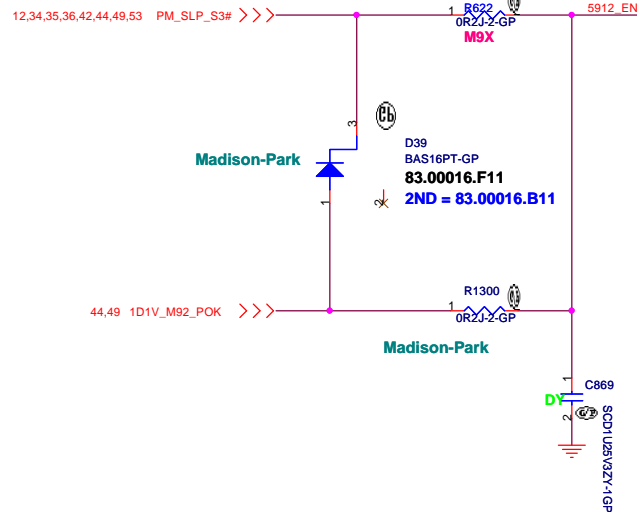 12,34,35,36,42,44,49,53 PM_SLP_S3#
1
R622
0R2J-2-GP
M9X
5912_EN
3
D39
BAS16PT-GP
83.00016.F11
2ND = 83.00016.B11
Madison-Park
1
2
44,49 1D1V_M92_POK
1
R1300
0R2J-2-GP
Madison-Park
1
C869
DY
2
SCD1U25V3ZY-1GP